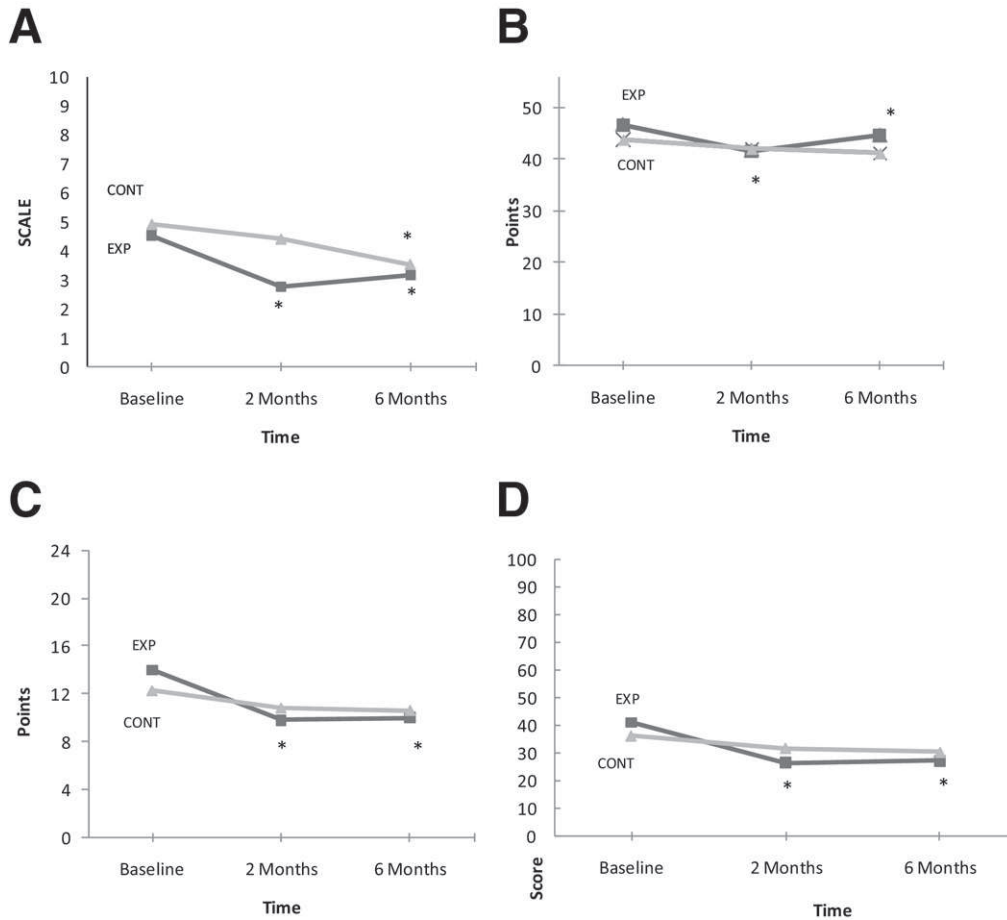 A
SCALE
10
9
8
7
6
5
4
3
2
1
0
CONT
EXP
*
*
*
Baseline 2 Months 6 Months
Time
B
Points
50
40
30
20
10
0
EXP
CONT
*
*
Baseline 2 Months 6 Months
Time
C
Points
24
20
16
12
8
4
0
EXP
CONT
* *
Baseline 2 Months 6 Months
Time
D
Score
100
90
80
70
60
50
40
30
20
10
0
EXP
CONT
* *
Baseline 2 Months 6 Months
Time